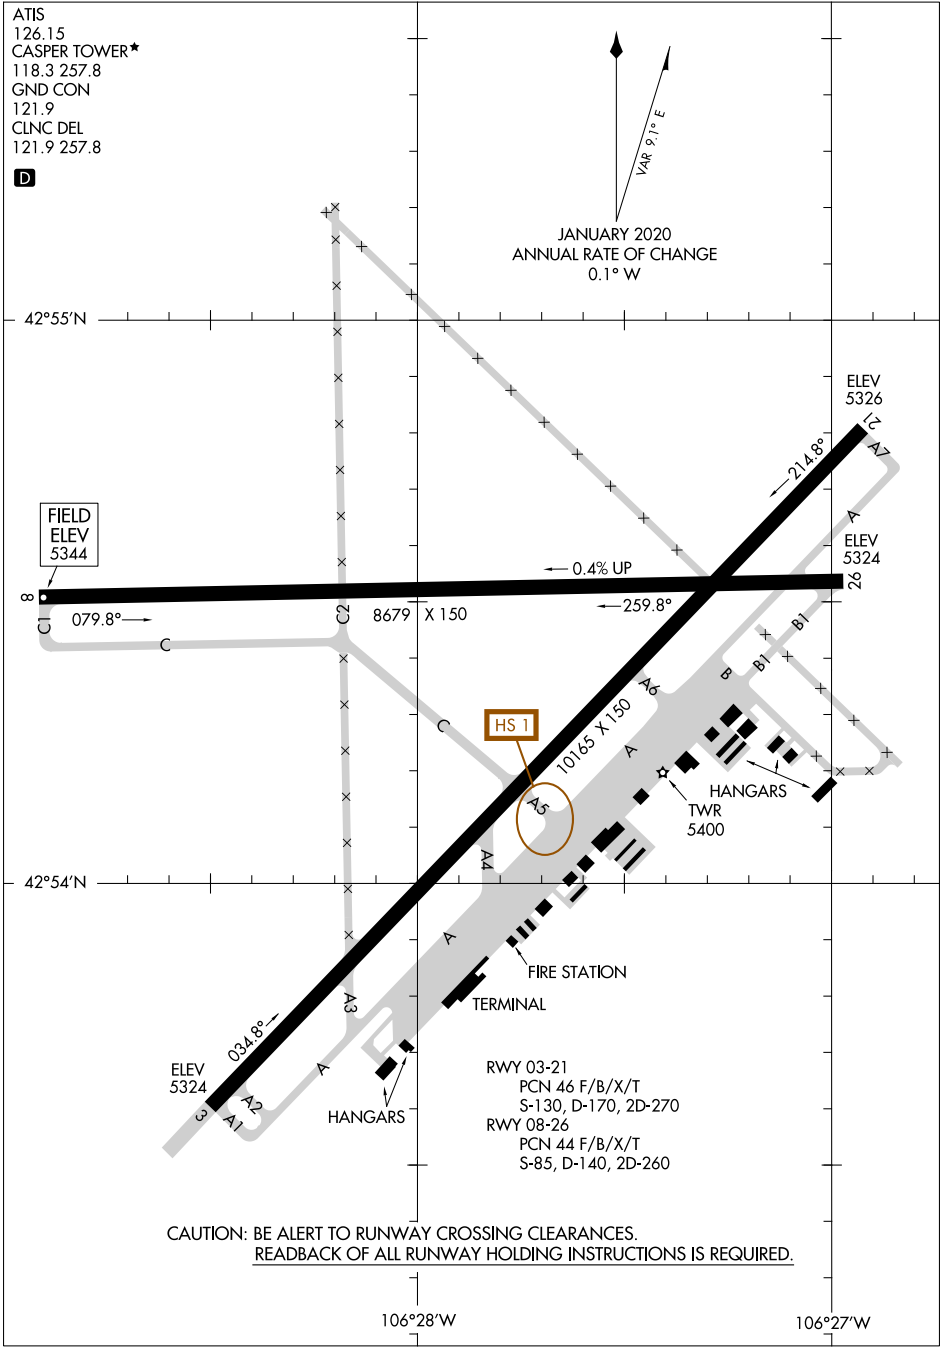 ATIS
126.15
CASPER TOWER★
118.3 257.8
GND CON
121.9
CLNC DEL
121.9 257.8
D
VAR 9.1° E
JANUARY 2020
ANNUAL RATE OF CHANGE
0.1° W
42°55'N
ELEV
5326
21
A7
214.8°
A
FIELD
ELEV
5344
ELEV
5324
0.4% UP
26
8
259.8°
C1
079.8°
C2
8679 X 150
B1
C
B1
B
A6
C
HS 1
10165 X 150
A
A5
HANGARS
TWR
5400
A4
42°54'N
A
FIRE STATION
A3
TERMINAL
034.8°
A
ELEV
5324
3
A2
A1
HANGARS
RWY 03-21
PCN 46 F/B/X/T
S-130, D-170, 2D-270
RWY 08-26
PCN 44 F/B/X/T
S-85, D-140, 2D-260
CAUTION: BE ALERT TO RUNWAY CROSSING CLEARANCES.
READBACK OF ALL RUNWAY HOLDING INSTRUCTIONS IS REQUIRED.
106°28'W
106°27'W